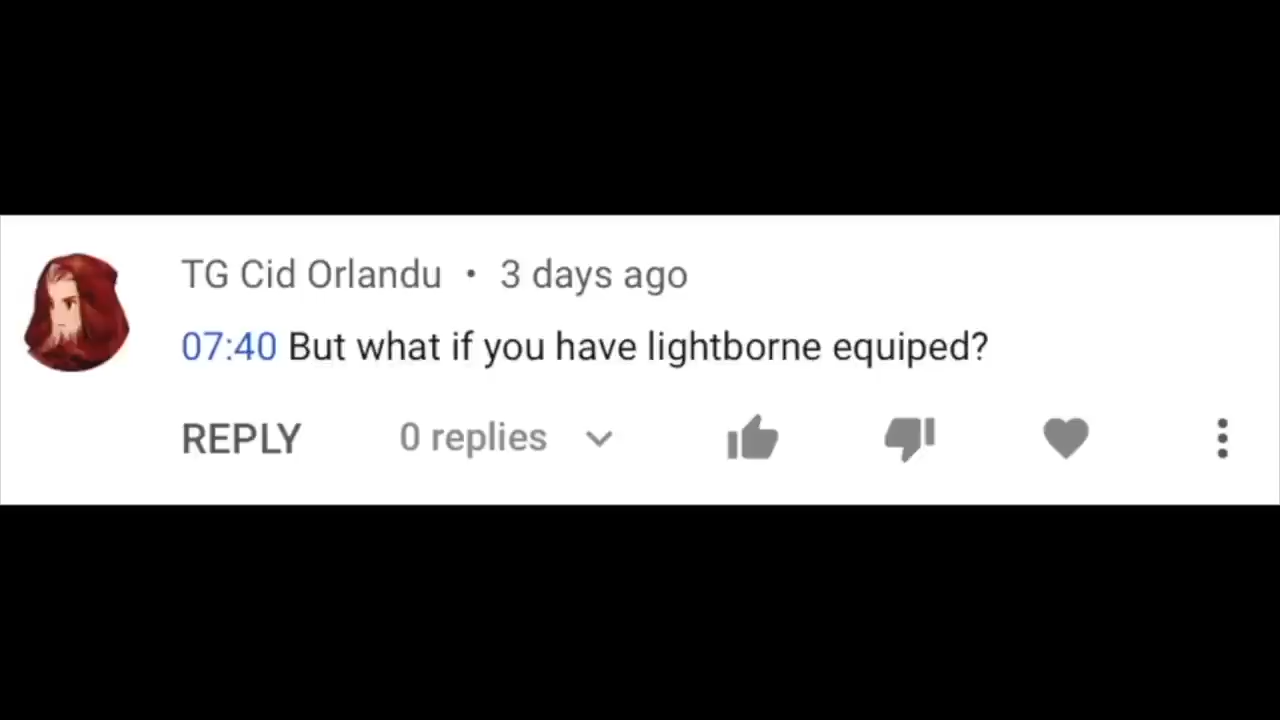 TG Cid Orlandu • 3 days ago
07:40 But what if you have lightborne equiped?
REPLY 0 replies